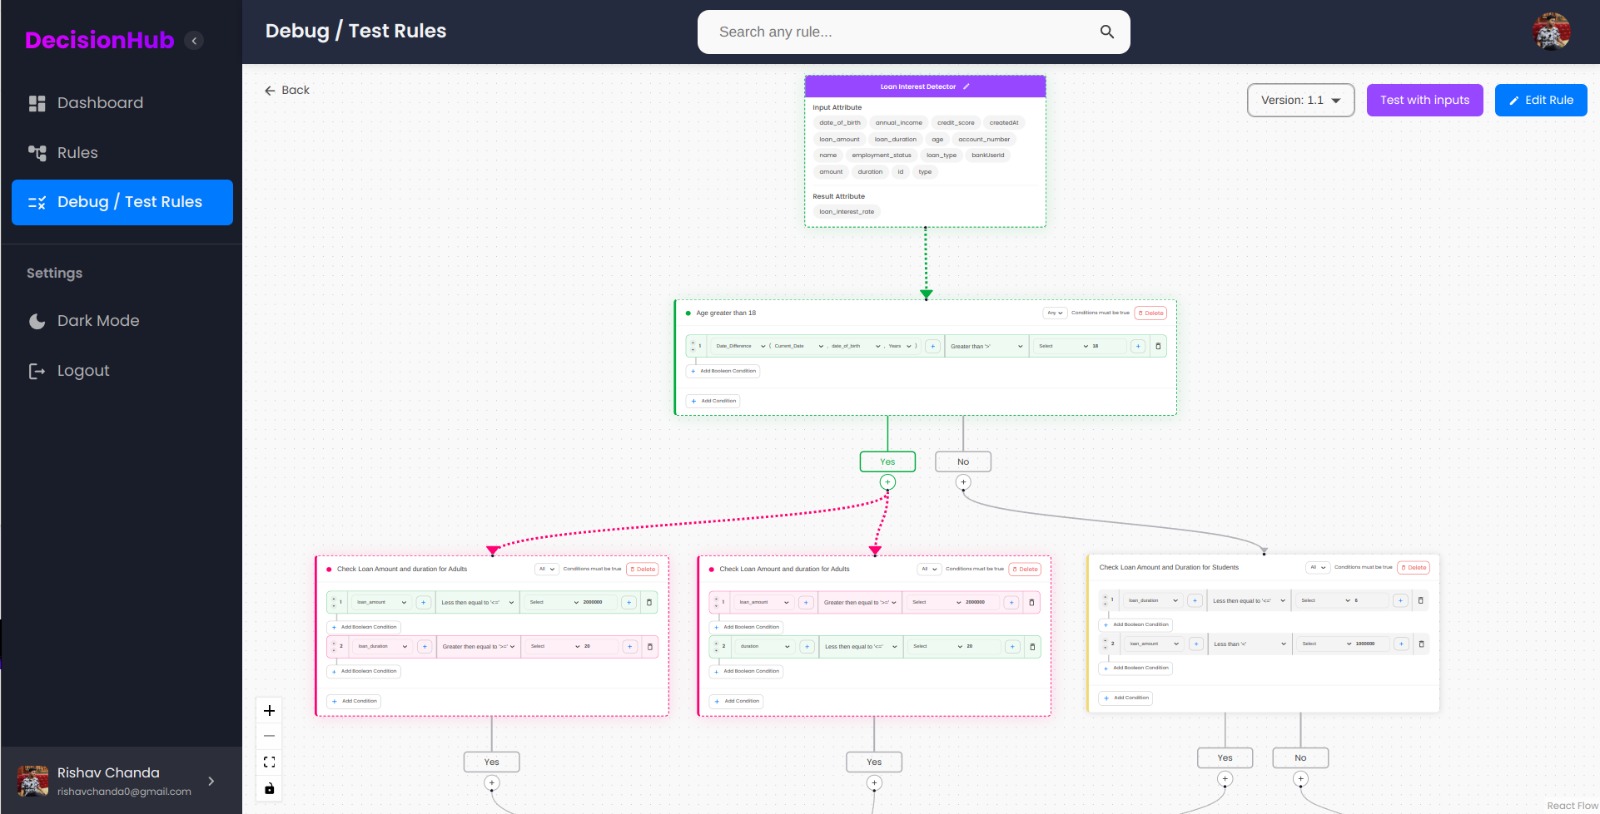 DecisionHub
Debug / Test Rules
Search any rule...
Dashboard
Rules
Debug / Test Rules
Settings
Dark Mode
Logout
Rishav Chanda
rishavchanda0@gmail.com
Back
Version: 1.1
Test with inputs
Edit Rule
Loan Interest Detector
Input Attribute
date_of_birth annual_income credit_score createdAt
loan_amount loan_duration age account_number
name employment_status loan_type bankUserId
amount duration id type
Result Attribute
loan_interest_rate
Age greater than 18 Any Conditions must be true Delete
1 Date_Difference ( Current_Date , date_of_birth , Years ) + Greater than '>' Select 18 +
+ Add Boolean Condition
+ Add Condition
Yes No
+ +
Check Loan Amount and duration for Adults All Conditions must be true Delete
1 loan_amount + Less then equal to '<=' Select 2000000 +
+ Add Boolean Condition
2 loan_duration + Greater then equal to '>=' Select 20 +
+ Add Boolean Condition
+ Add Condition
Yes
+
Check Loan Amount and duration for Adults All Conditions must be true Delete
1 loan_amount + Greater then equal to '>=' Select 2000000 +
+ Add Boolean Condition
2 duration + Less then equal to '<=' Select 20 +
+ Add Boolean Condition
+ Add Condition
Yes
+
Check Loan Amount and Duration for Students All Conditions must be true Delete
1 loan_duration + Less then equal to '<=' Select +
+ Add Boolean Condition
loan_amount + Less than '<' Select 1000000 +
+ Add Boolean Condition
+ Add Condition
Yes No
+ +
React Flow